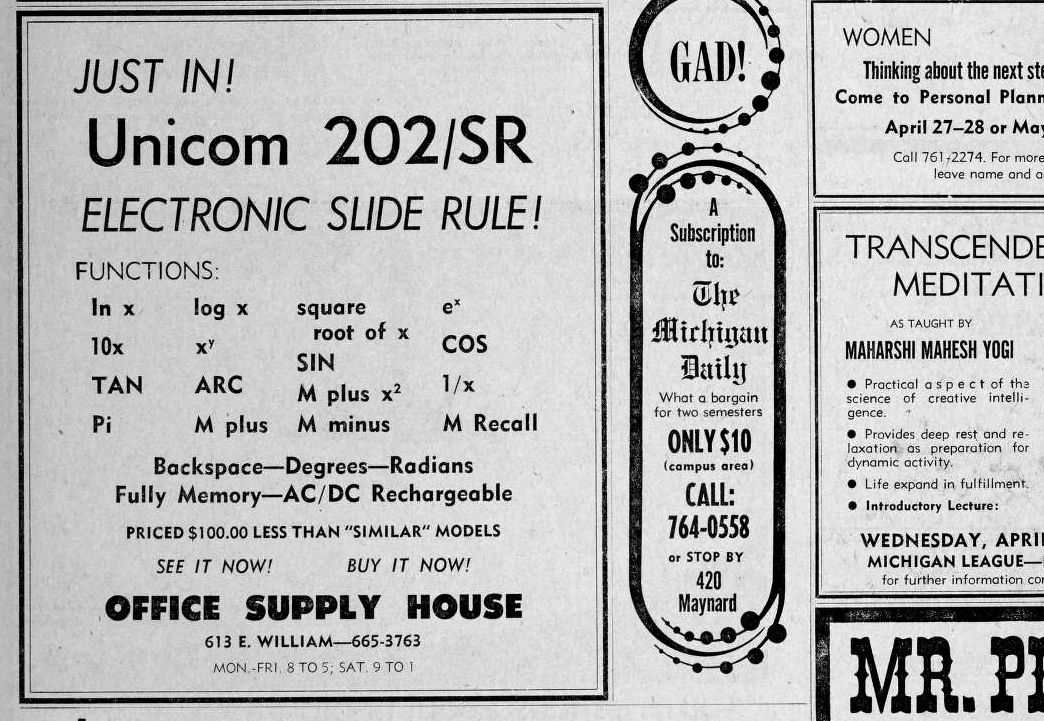 JUST IN!
Unicom 202/SR
ELECTRONIC SLIDE RULE!
FUNCTIONS:
ln x log x square root of x eˣ
10x xʸ SIN COS
TAN ARC M plus x² 1/x
Pi M plus M minus M Recall
Backspace—Degrees—Radians
Fully Memory—AC/DC Rechargeable
PRICED $100.00 LESS THAN "SIMILAR" MODELS
SEE IT NOW! BUY IT NOW!
OFFICE SUPPLY HOUSE
613 E. WILLIAM—665-3763
MON.-FRI. 8 TO 5; SAT. 9 TO 1
GAD!
A
Subscription
to:
The
Michigan
Daily
What a bargain
for two semesters
ONLY $10
(campus area)
CALL:
764-0558
or STOP BY
420
Maynard
WOMEN
Thinking about the next
Come to Personal
April 27–28 or
Call 761-2274. For more
leave name and
AS TAUGHT BY
MAHARSHI MAHESH YOGI
● Practical aspect of the
science of creative intelli-
gence.
● Provides deep rest and re-
laxation as preparation for
dynamic activity.
● Life expand in fulfillment.
● Introductory Lecture:
WEDNESDAY,
MICHIGAN LEAGUE—
for further information
MR.